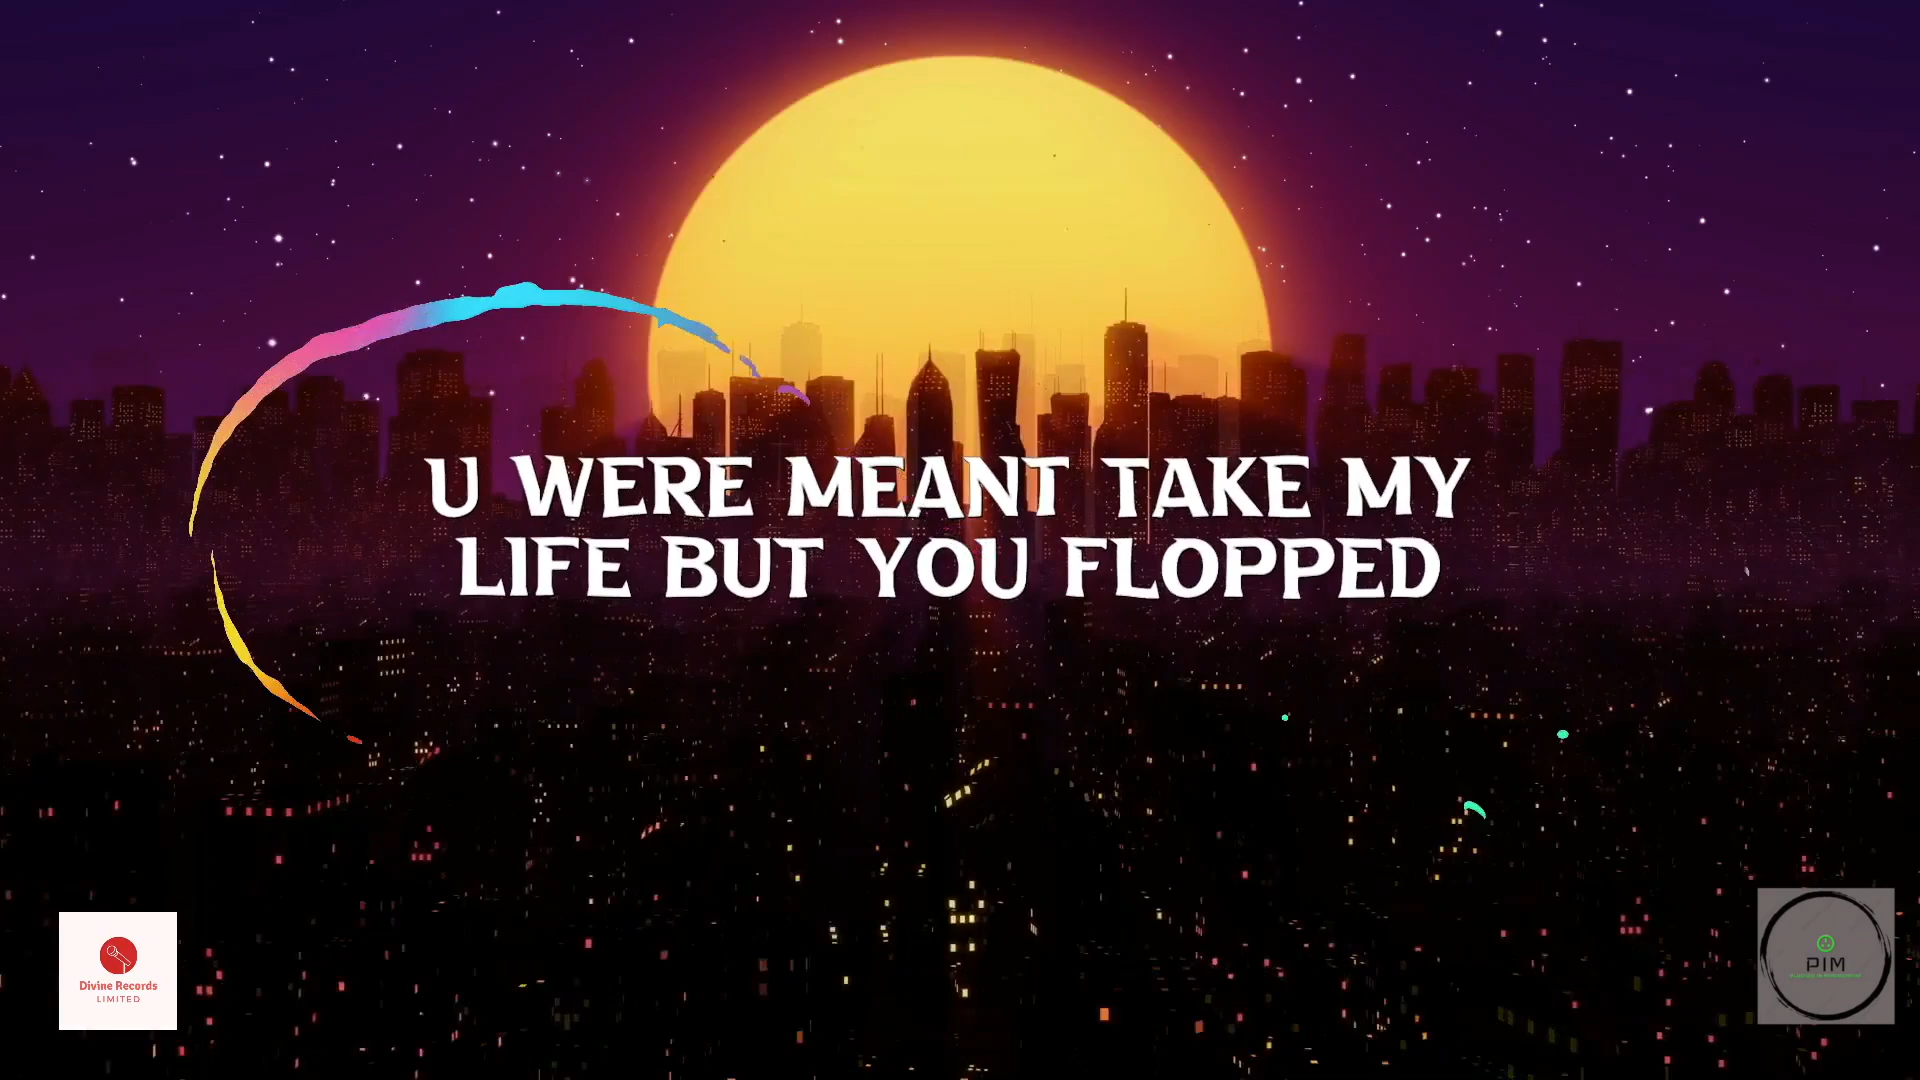 U WERE MEANT TAKE MY
LIFE BUT YOU FLOPPED
Divine Records
LIMITED
PIM